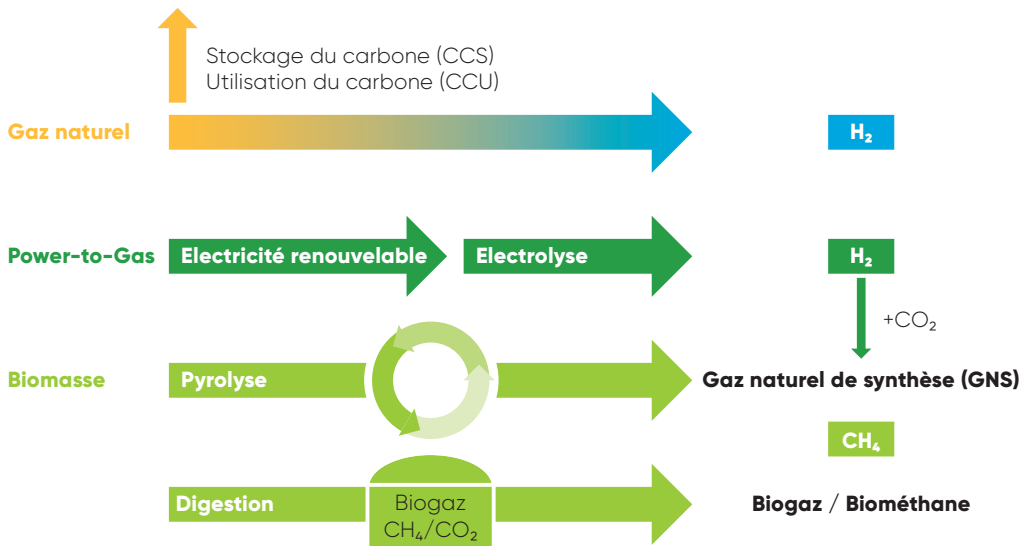 Stockage du carbone (CCS)
Utilisation du carbone (CCU)
Gaz naturel
H₂
Power-to-Gas
Electricité renouvelable
Electrolyse
H₂
+CO₂
Biomasse
Pyrolyse
Gaz naturel de synthèse (GNS)
CH₄
Digestion
Biogaz
CH₄/CO₂
Biogaz / Biométhane